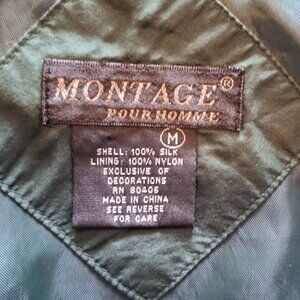 MONTAGE®
POUR HOMME
M
SHELL: 100% SILK
LINING: 100% NYLON
EXCLUSIVE OF
DECORATIONS
RN 80405
MADE IN CHINA
SEE REVERSE
FOR CARE